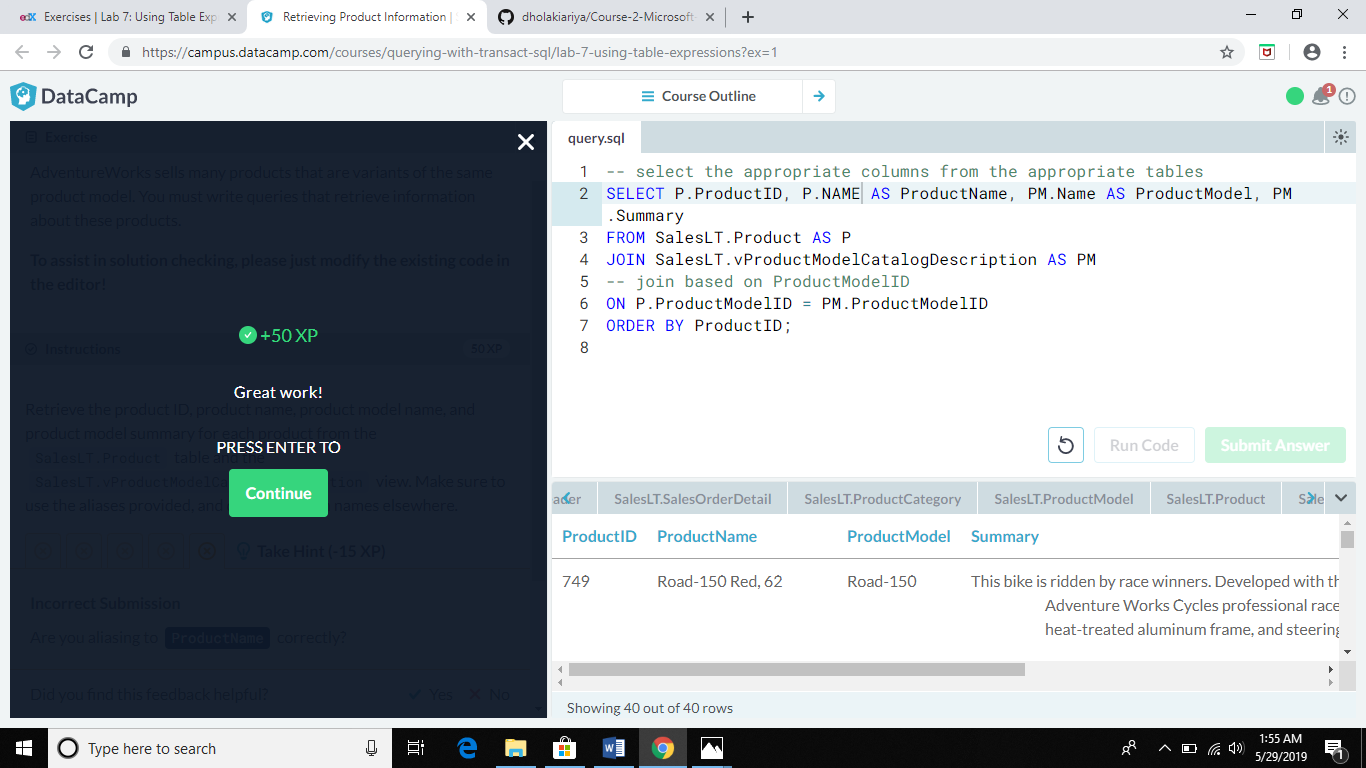 edX Exercises | Lab 7: Using Table Exp
Retrieving Product Information |
dholakiariya/Course-2-Microsoft
https://campus.datacamp.com/courses/querying-with-transact-sql/lab-7-using-table-expressions?ex=1
DataCamp
Course Outline
1
Exercise
AdventureWorks sells many products that are variants of the same
product model. You must write queries that retrieve information
about these products.
To assist in solution checking, please just modify the existing code in
the editor!
+50 XP
Instructions
50 XP
Great work!
Retrieve the product ID, product name, product model name, and
product model summary for each product from the
PRESS ENTER TO
SalesLT.Product table and the
SalesLT.vProductModelCa ion view. Make sure to
Continue
use the aliases provided, and names elsewhere.
Take Hint (-15 XP)
Incorrect Submission
Are you aliasing to ProductName correctly?
Did you find this feedback helpful? Yes No
query.sql
1 -- select the appropriate columns from the appropriate tables
2 SELECT P.ProductID, P.NAME AS ProductName, PM.Name AS ProductModel, PM
.Summary
3 FROM SalesLT.Product AS P
4 JOIN SalesLT.vProductModelCatalogDescription AS PM
5 -- join based on ProductModelID
6 ON P.ProductModelID = PM.ProductModelID
7 ORDER BY ProductID;
8
Run Code
Submit Answer
ader SalesLT.SalesOrderDetail SalesLT.ProductCategory SalesLT.ProductModel SalesLT.Product Sale
ProductID ProductName ProductModel Summary
749 Road-150 Red, 62 Road-150 This bike is ridden by race winners. Developed with th
Adventure Works Cycles professional race
heat-treated aluminum frame, and steering
Showing 40 out of 40 rows
Type here to search
1:55 AM
5/29/2019
1